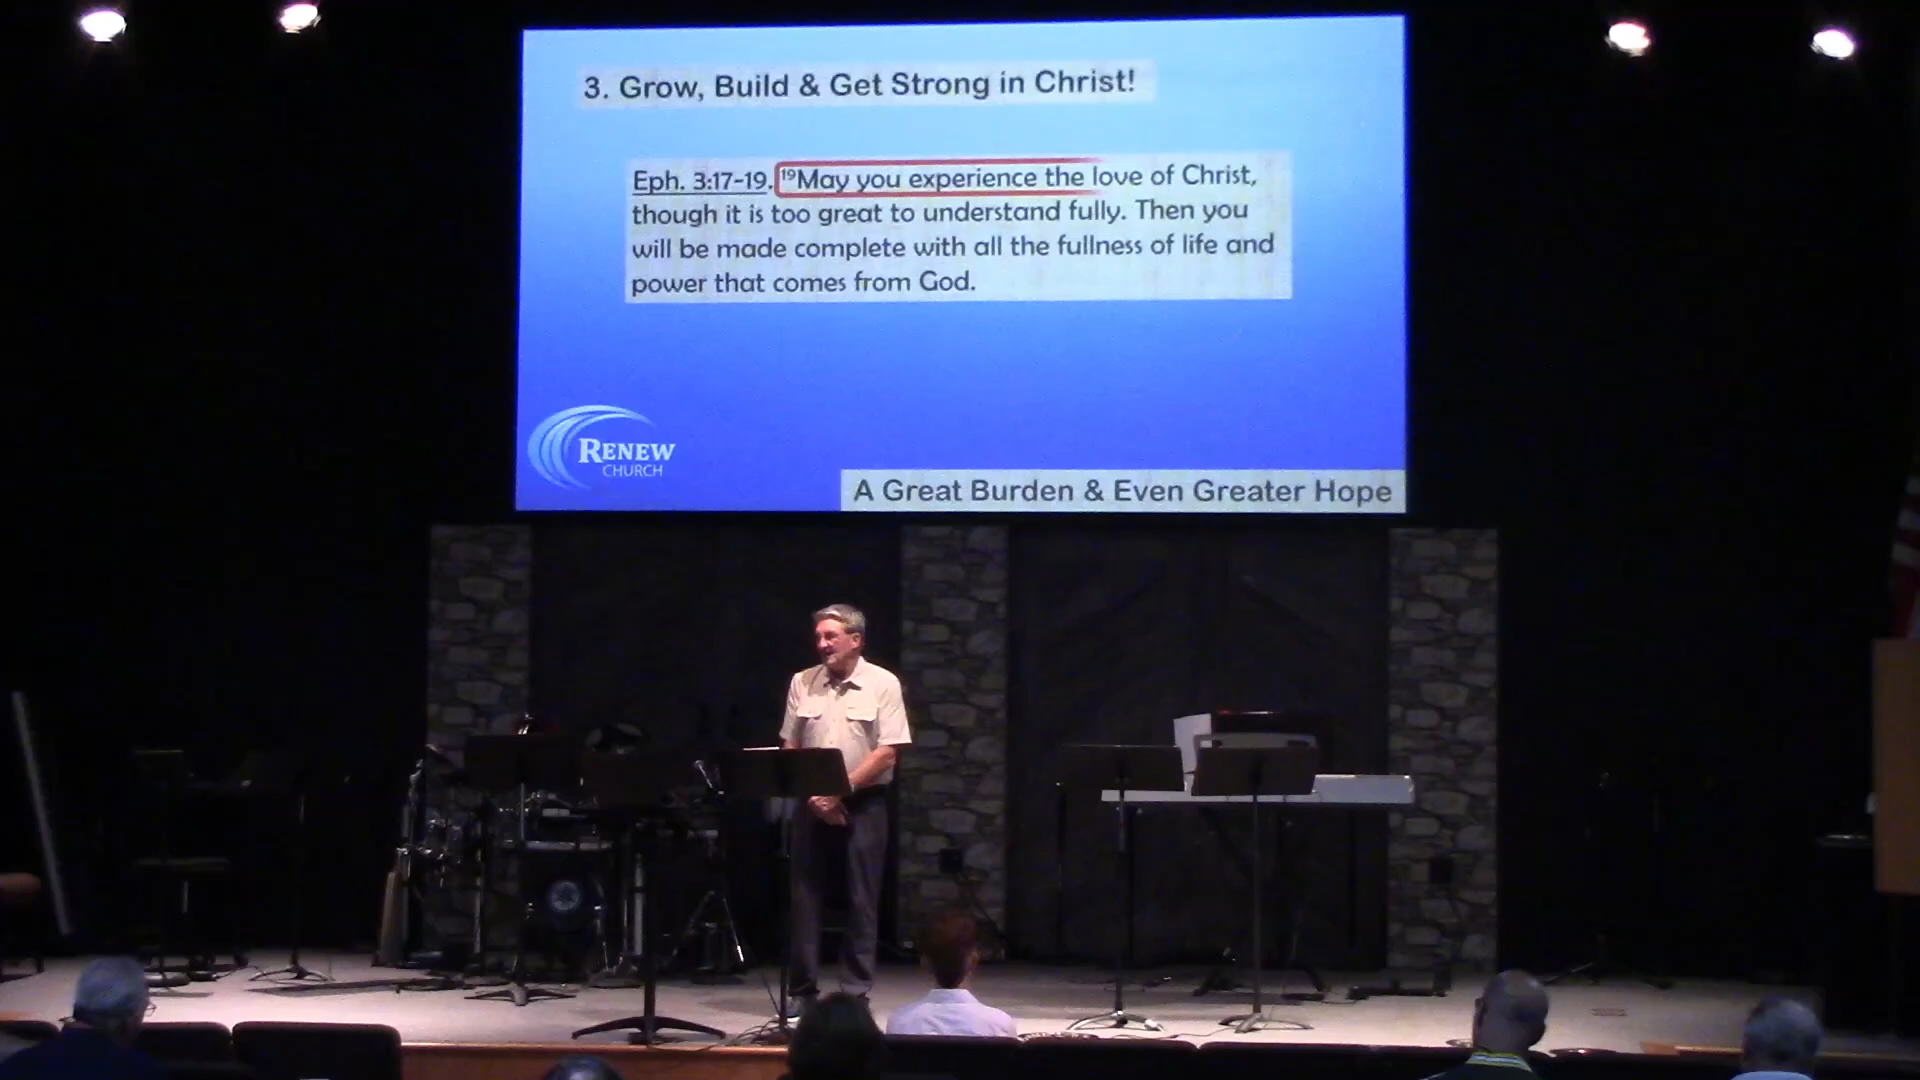 3. Grow, Build & Get Strong in Christ!
Eph. 3:17-19. ¹⁹May you experience the love of Christ,
though it is too great to understand fully. Then you
will be made complete with all the fullness of life and
power that comes from God.
RENEW
CHURCH
A Great Burden & Even Greater Hope